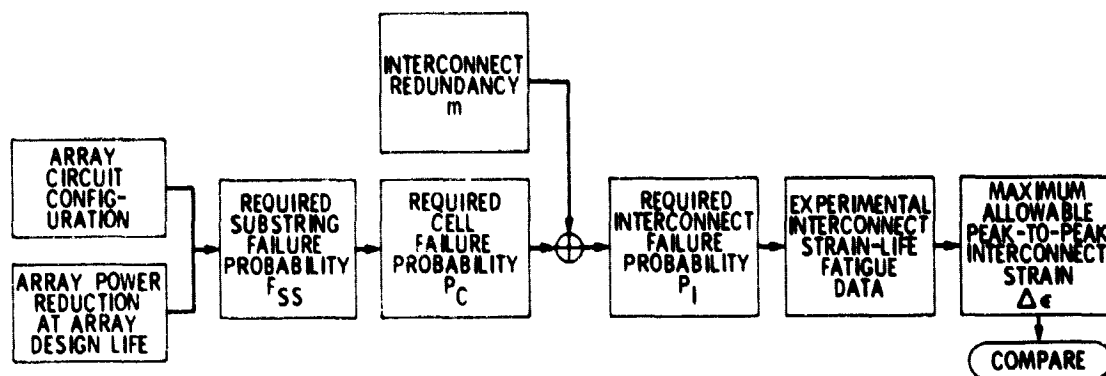 INTERCONNECT
REDUNDANCY
m
ARRAY
CIRCUIT
CONFIG-
URATION
ARRAY POWER
REDUCTION
AT ARRAY
DESIGN LIFE
REQUIRED
SUBSTRING
FAILURE
PROBABILITY
FSS
REQUIRED
CELL
FAILURE
PROBABILITY
PC
REQUIRED
INTERCONNECT
FAILURE
PROBABILITY
PI
EXPERIMENTAL
INTERCONNECT
STRAIN-LIFE
FATIGUE
DATA
MAXIMUM
ALLOWABLE
PEAK-TO-PEAK
INTERCONNECT
STRAIN
Δϵ
COMPARE